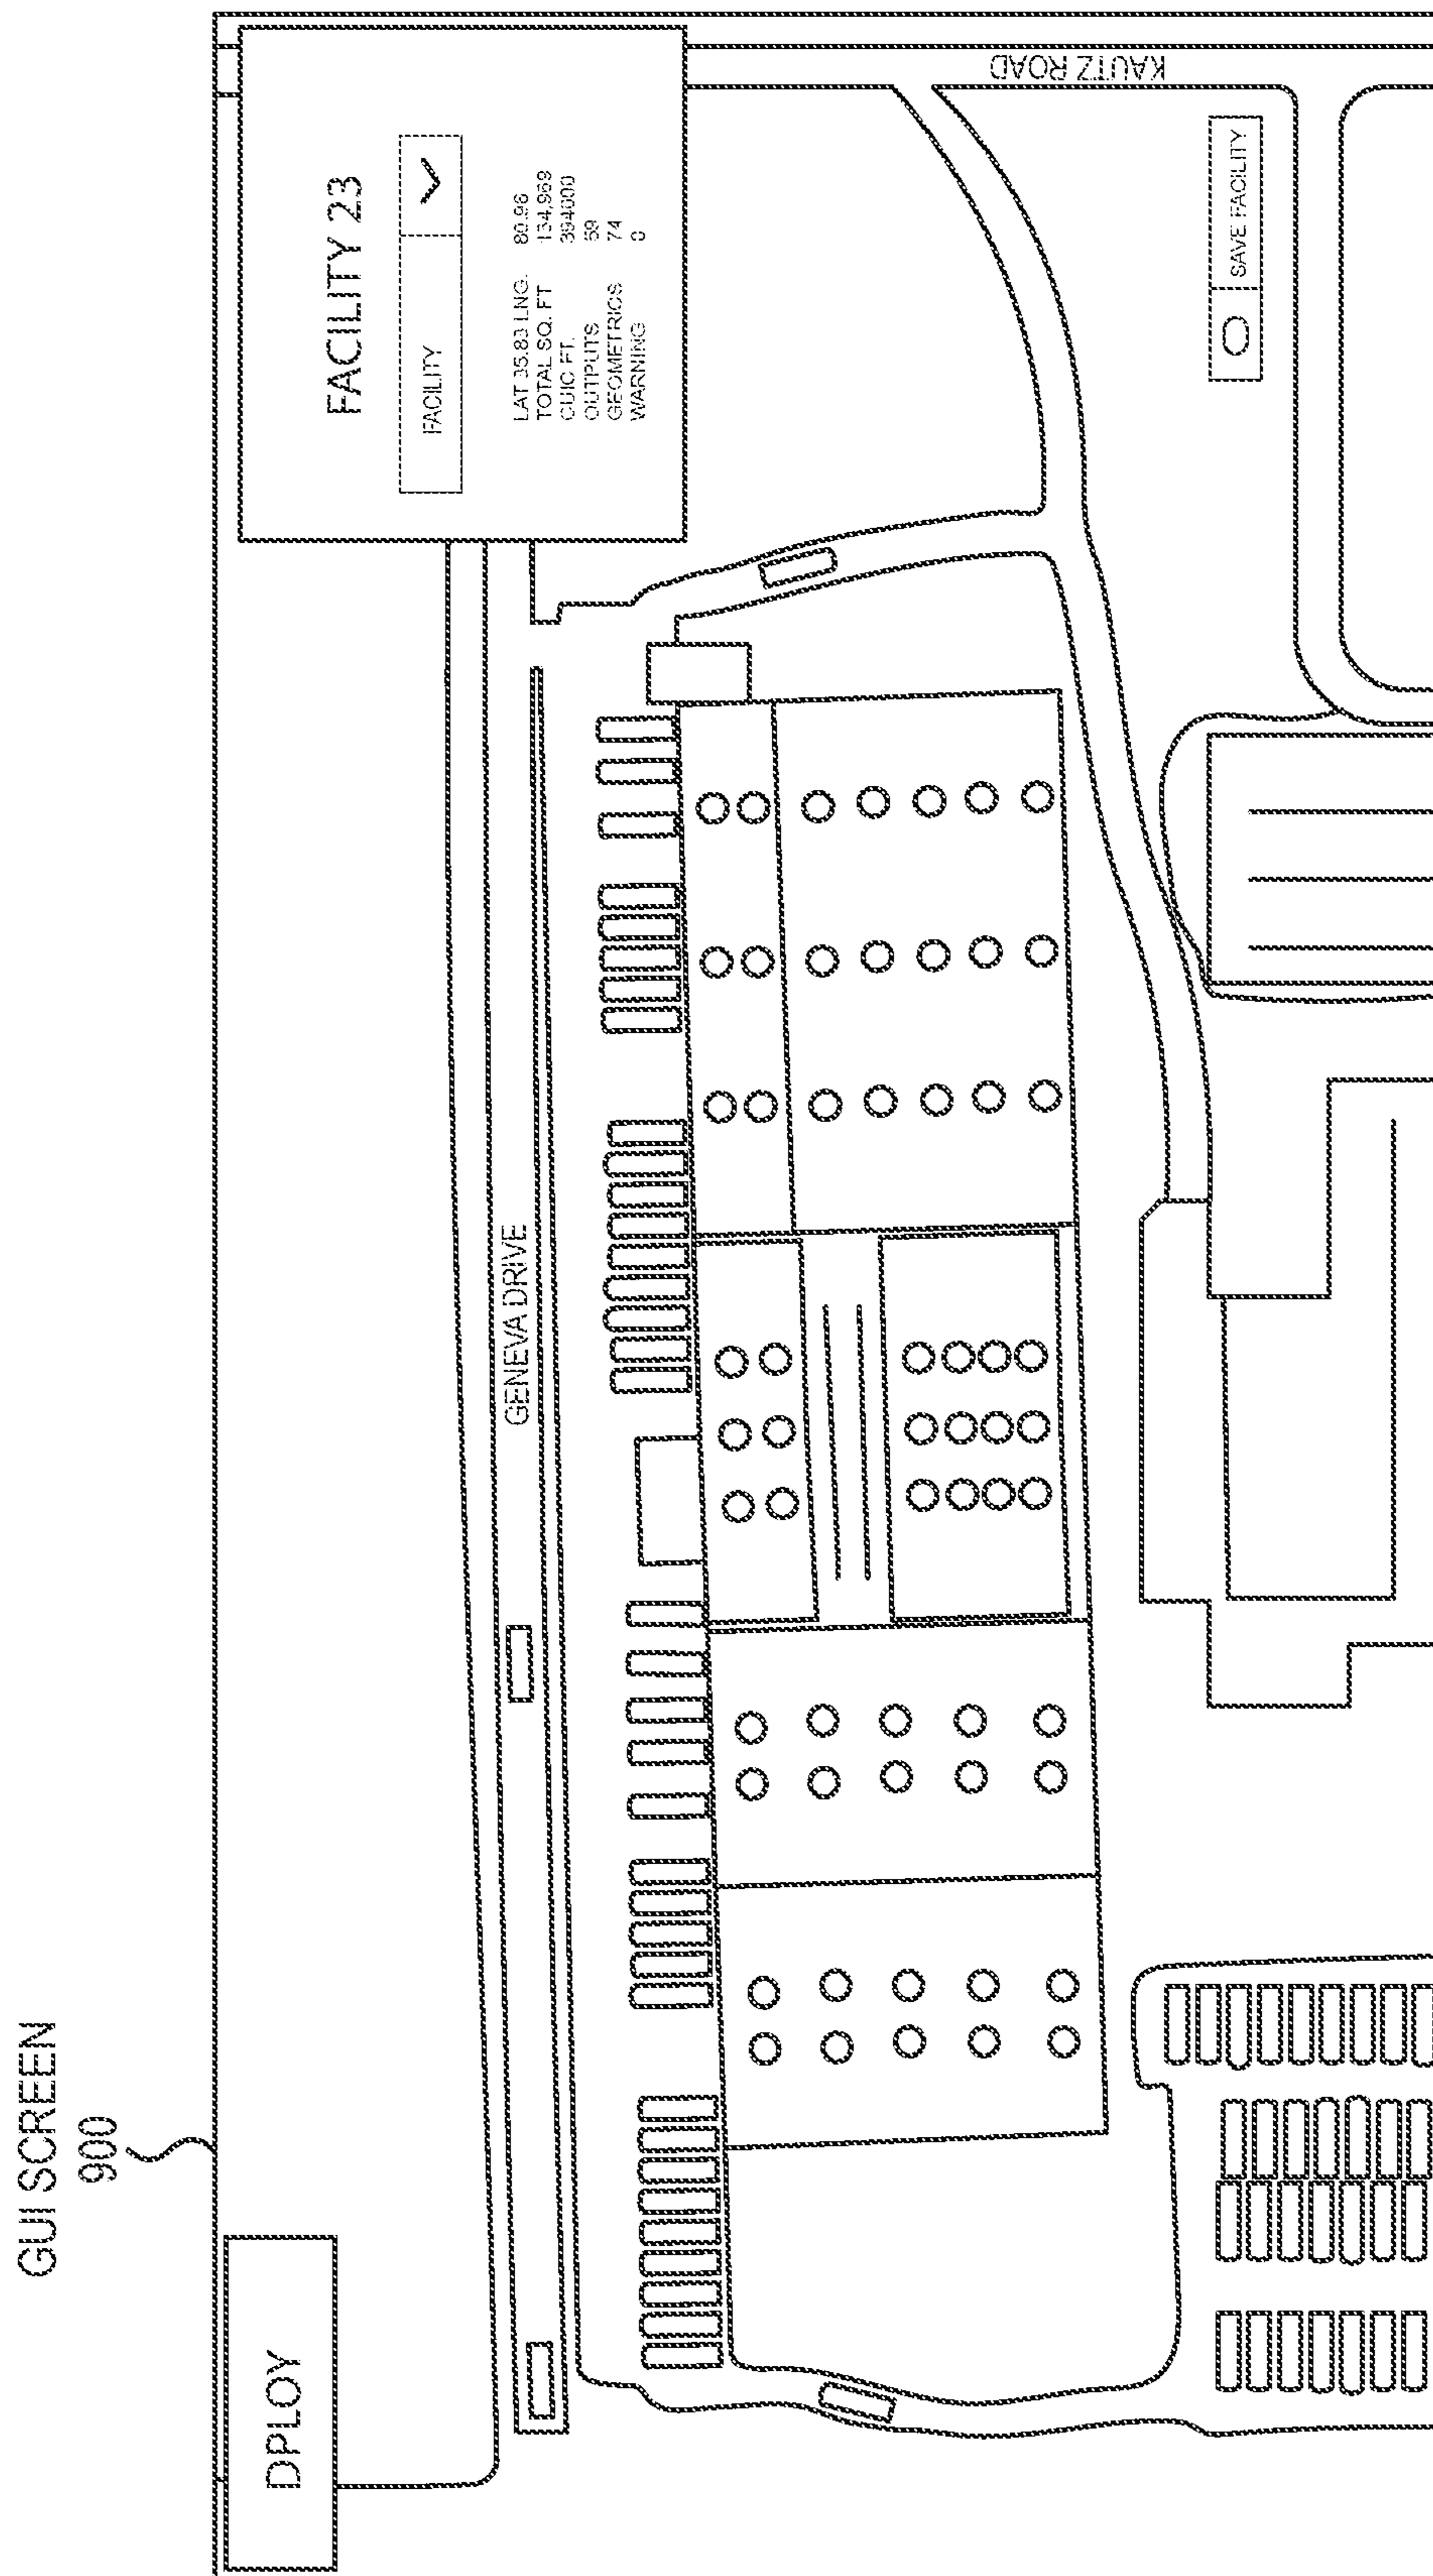 GUI SCREEN
900
DPLOY
FACILITY 23
FACILITY
LAT 35.83 LNG. 80.96
TOTAL SQ. FT 134,969
CUIC FT. 394000
OUTPUTS 59
GEOMETRICS 74
WARNING 0
GENEVA DRIVE
KAUTZ ROAD
SAVE FACILITY